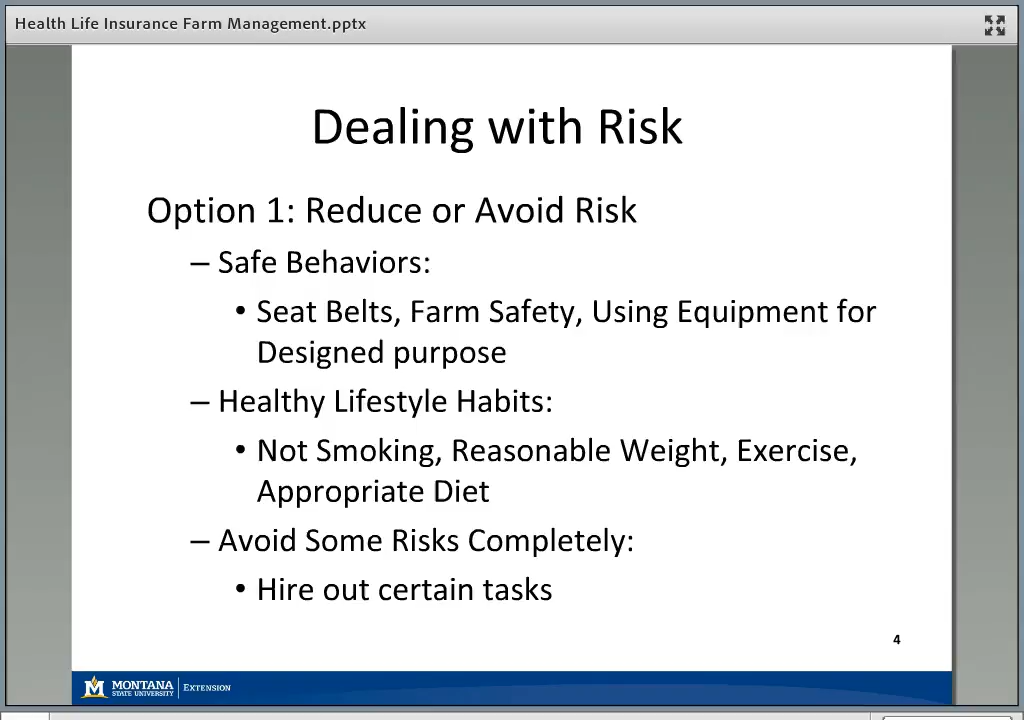 Health Life Insurance Farm Management.pptx
Dealing with Risk
Option 1: Reduce or Avoid Risk
– Safe Behaviors:
• Seat Belts, Farm Safety, Using Equipment for
Designed purpose
– Healthy Lifestyle Habits:
• Not Smoking, Reasonable Weight, Exercise,
Appropriate Diet
– Avoid Some Risks Completely:
• Hire out certain tasks
4
MONTANA
STATE UNIVERSITY
EXTENSION